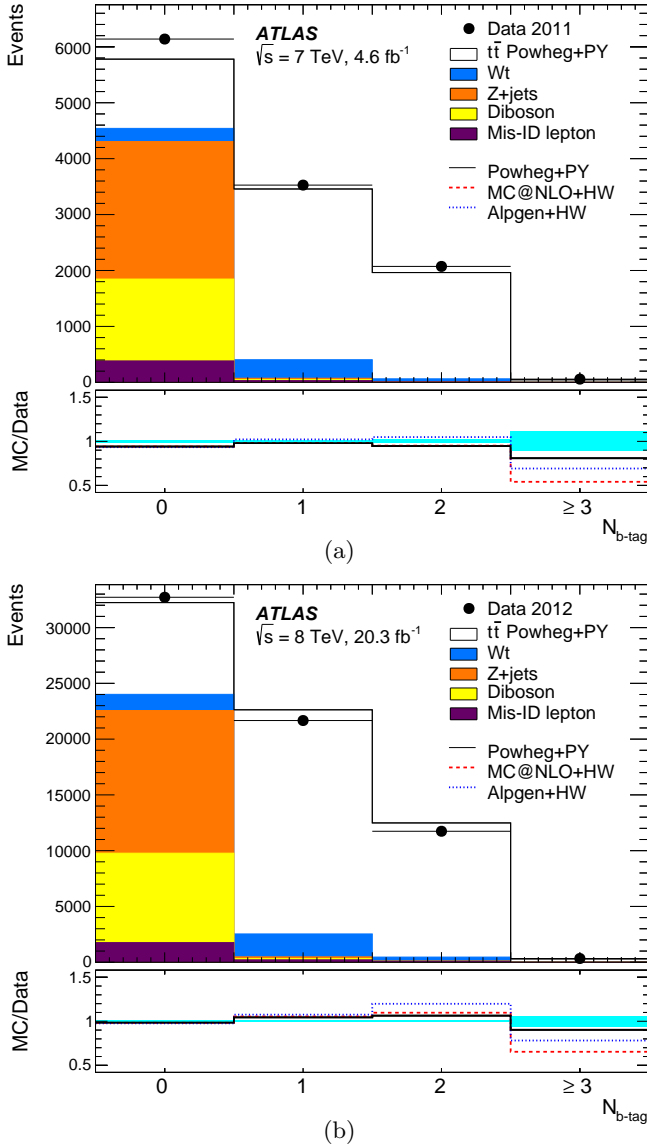 Events
6000
5000
4000
3000
2000
1000
0
ATLAS
√s = 7 TeV, 4.6 fb⁻¹
Data 2011
tt̄ Powheg+PY
Wt
Z+jets
Diboson
Mis-ID lepton
Powheg+PY
MC@NLO+HW
Alpgen+HW
MC/Data
1.5
1
0.5
0 1 2 ≥ 3
N_b-tag
(a)
Events
30000
25000
20000
15000
10000
5000
0
ATLAS
√s = 8 TeV, 20.3 fb⁻¹
Data 2012
tt̄ Powheg+PY
Wt
Z+jets
Diboson
Mis-ID lepton
Powheg+PY
MC@NLO+HW
Alpgen+HW
MC/Data
1.5
1
0.5
0 1 2 ≥ 3
N_b-tag
(b)